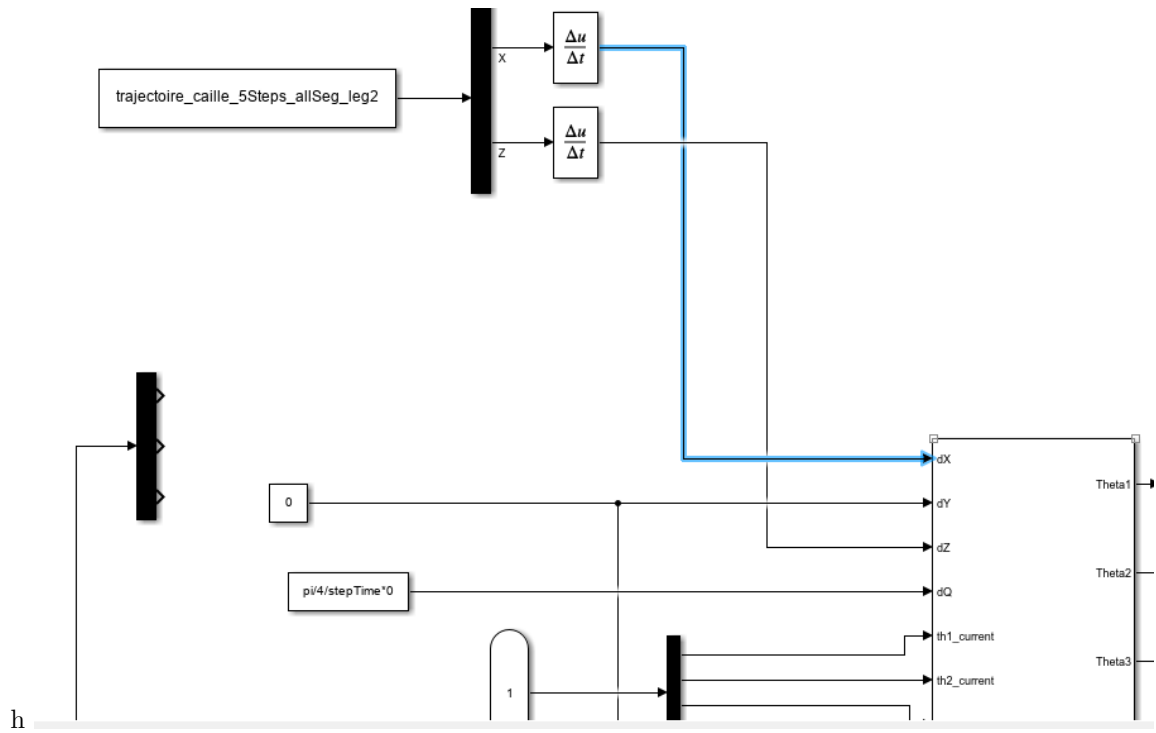 Δu
Δt
X
trajectoire_caille_5Steps_allSeg_leg2
Δu
Δt
Z
dX
Theta1
0
dY
dZ
Theta2
pi/4/stepTime*0
dQ
th1_current
Theta3
th2_current
1
h